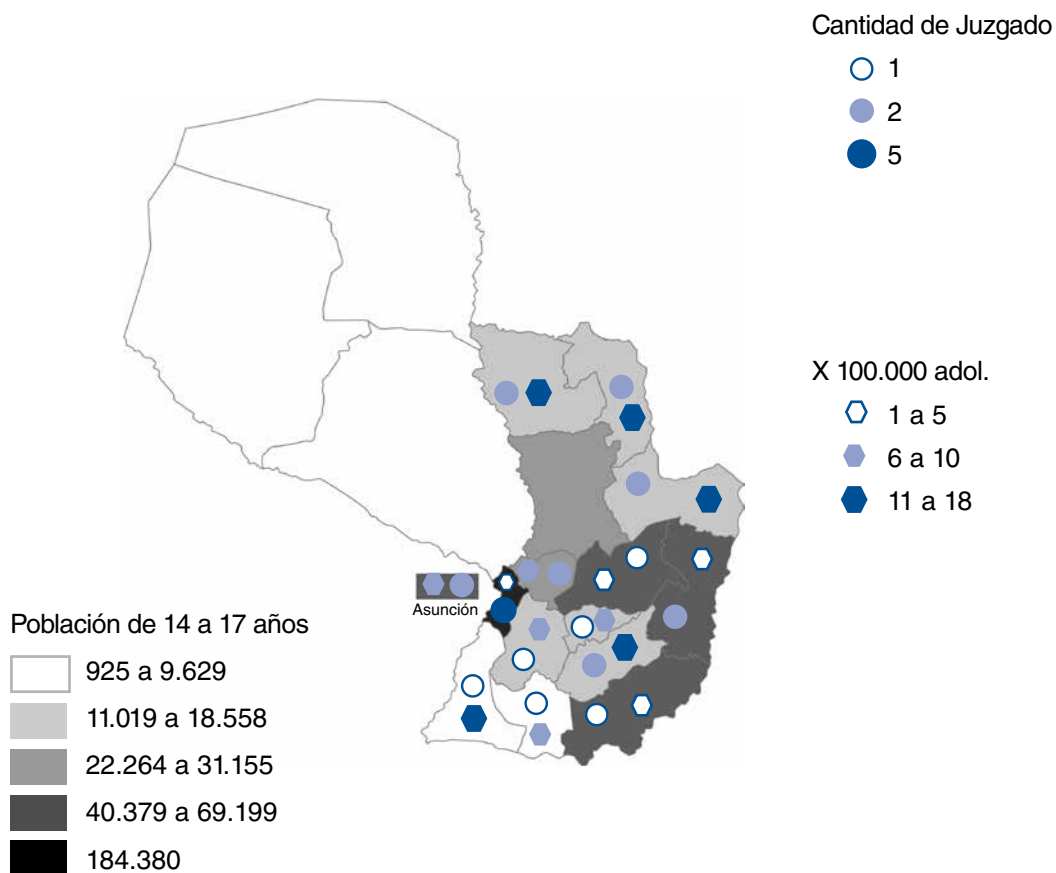 Cantidad de Juzgado
1
2
5
X 100.000 adol.
1 a 5
6 a 10
11 a 18
Asunción
Población de 14 a 17 años
925 a 9.629
11.019 a 18.558
22.264 a 31.155
40.379 a 69.199
184.380